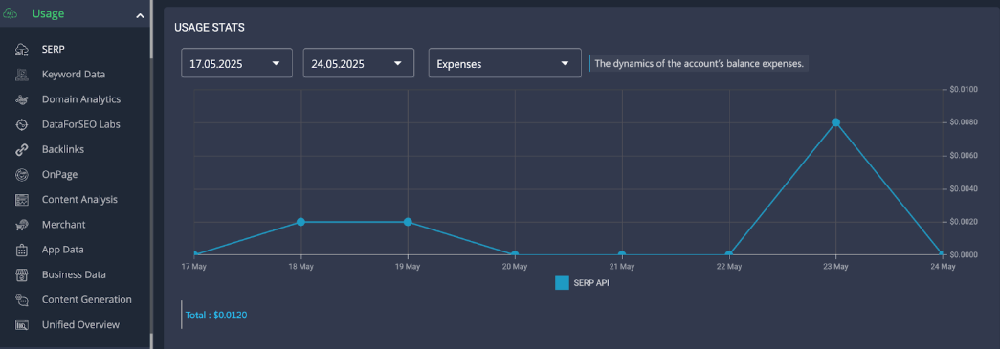 Usage
SERP
Keyword Data
Domain Analytics
DataForSEO Labs
Backlinks
OnPage
Content Analysis
Merchant
App Data
Business Data
Content Generation
Unified Overview
USAGE STATS
17.05.2025 24.05.2025 Expenses The dynamics of the account's balance expenses.
$0.0100
$0.0080
$0.0060
$0.0040
$0.0020
$0.0000
17 May 18 May 19 May 20 May 21 May 22 May 23 May 24 May
SERP API
Total : $0.0120